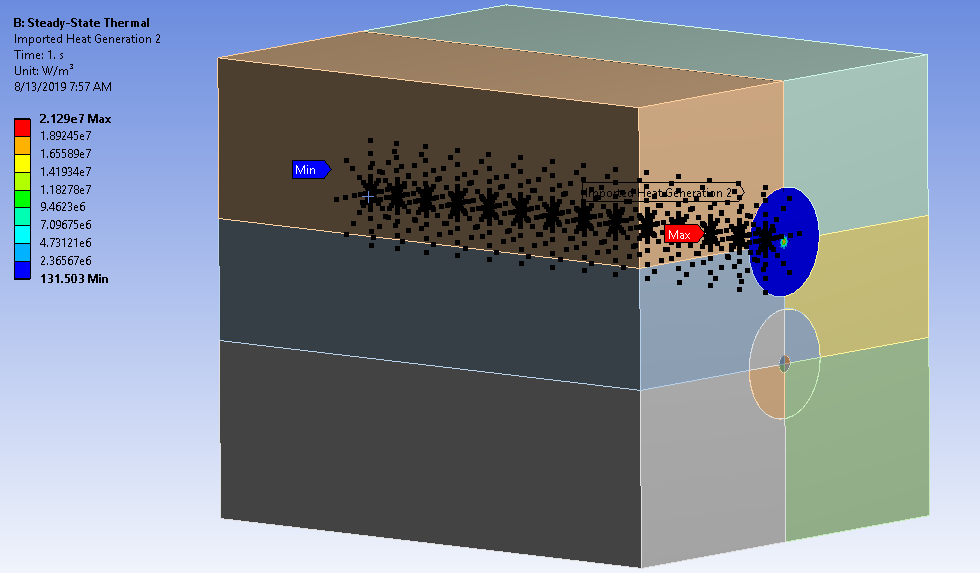 B: Steady-State Thermal
Imported Heat Generation 2
Time: 1. s
Unit: W/m³
8/13/2019 7:57 AM
2.129e7 Max
1.89245e7
1.65589e7
1.41934e7
1.18278e7
9.4623e6
7.09675e6
4.73121e6
2.36567e6
131.503 Min
Min
Imported Heat Generation 2
Max